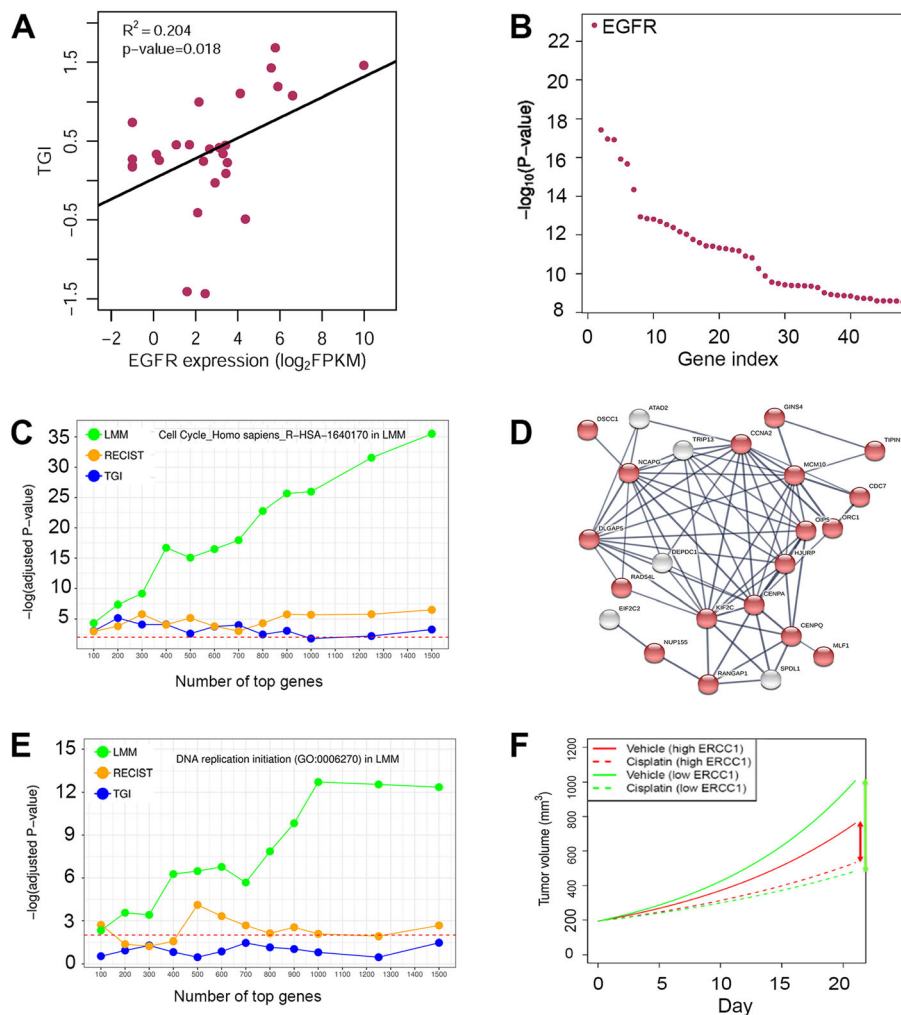 A
R² = 0.204
p-value=0.018
TGI
1.5
0.5
−0.5
−1.5
−2 0 2 4 6 8 10
EGFR expression (log₂FPKM)
B
EGFR
−log₁₀(P-value)
20
18
16
14
12
10
8
0 10 20 30 40
Gene index
C
LMM
RECIST
TGI
Cell Cycle_Homo sapiens_R-HSA-1640170 in LMM
−log(adjusted P-value)
35
30
25
20
15
10
5
100 200 300 400 500 600 700 800 900 1000 1100 1200 1300 1400 1500
Number of top genes
D
DSCC1
ATAD2
GINS4
TRIP13
CCNA2
TIPIN
NCAPG
MCM10
CDC7
DLGAP5
OIP5
ORC1
DEPDC1
HJURP
RAD54L
CENPA
EIF2C2
KIF2C
CENPQ
NUP155
MLF1
RANGAP1
SPDL1
E
LMM
RECIST
TGI
DNA replication initiation (GO:0006270) in LMM
−log(adjusted P-value)
15
12
9
6
3
0
100 200 300 400 500 600 700 800 900 1000 1100 1200 1300 1400 1500
Number of top genes
F
Vehicle (high ERCC1)
Cisplatin (high ERCC1)
Vehicle (low ERCC1)
Cisplatin (low ERCC1)
Tumor volume (mm³)
1200
1000
800
600
400
200
0
0 5 10 15 20
Day